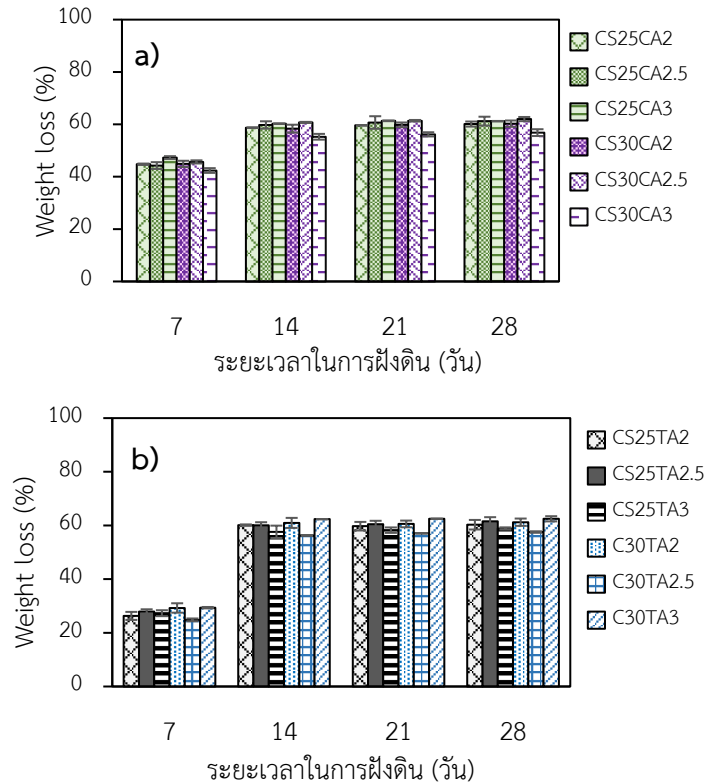 a)
Weight loss (%)
100
80
60
40
20
0
7 14 21 28
ระยะเวลาในการฝังดิน (วัน)
CS25CA2
CS25CA2.5
CS25CA3
CS30CA2
CS30CA2.5
CS30CA3
b)
Weight loss (%)
100
80
60
40
20
0
7 14 21 28
ระยะเวลาในการฝังดิน (วัน)
CS25TA2
CS25TA2.5
CS25TA3
C30TA2
C30TA2.5
C30TA3